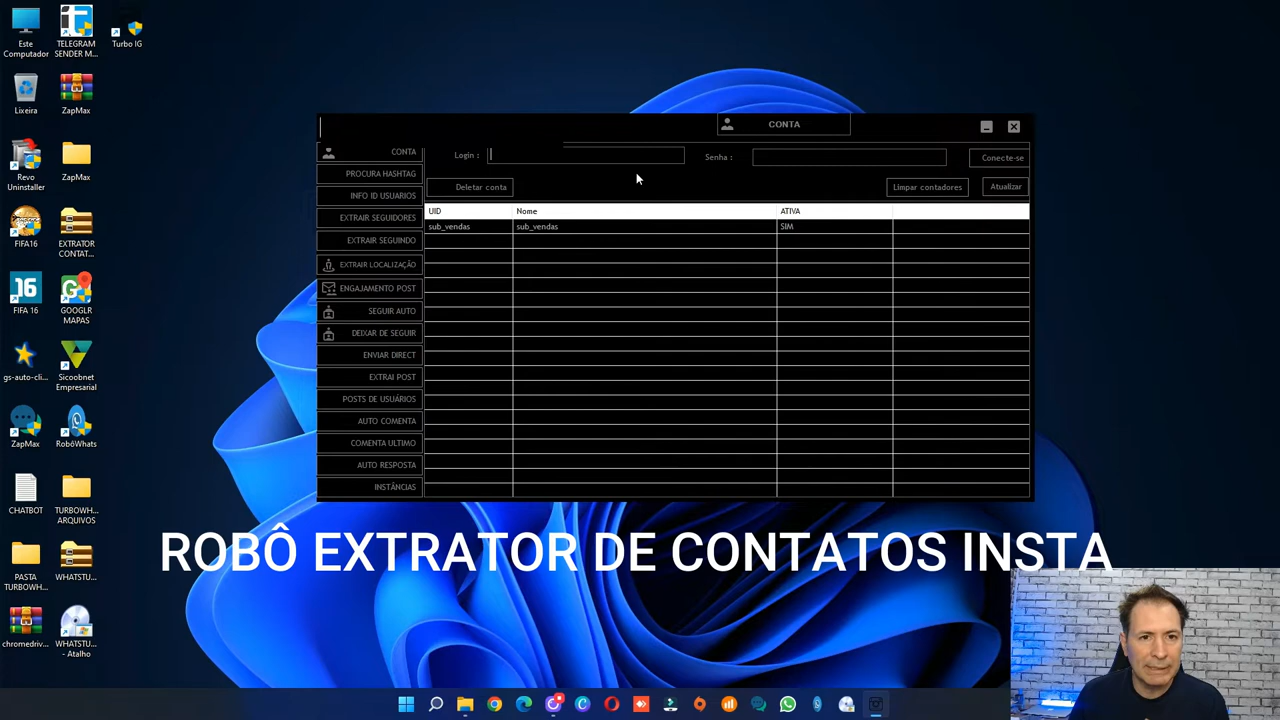 Este
Computador
TELEGRAM
SENDER M...
Turbo IG
Lixeira
ZapMax
Revo
Uninstaller
ZapMax
FIFA16
EXTRATOR
CONTAT...
16
FIFA 16
GOOGLR
MAPAS
gs-auto-cli...
Sicoobnet
Empresarial
ZapMax
RobôWhats
CHATBOT
TURBOWH...
ARQUIVOS
PASTA
TURBOWH...
WHATSTU...
chromedriv...
WHATSTU...
- Atalho
CONTA
CONTA
PROCURA HASHTAG
INFO ID USUARIOS
EXTRAIR SEGUIDORES
EXTRAIR SEGUINDO
EXTRAIR LOCALIZAÇÃO
ENGAJAMENTO POST
SEGUIR AUTO
DEIXAR DE SEGUIR
ENVIAR DIRECT
EXTRAI POST
POSTS DE USUÁRIOS
AUTO COMENTA
COMENTA ULTIMO
AUTO RESPOSTA
INSTÂNCIAS
Login :
Senha :
Conecte-se
Deletar conta
Limpar contadores
Atualizar
UID Nome ATIVA
sub_vendas sub_vendas SIM
ROBÔ EXTRATOR DE CONTATOS INSTA